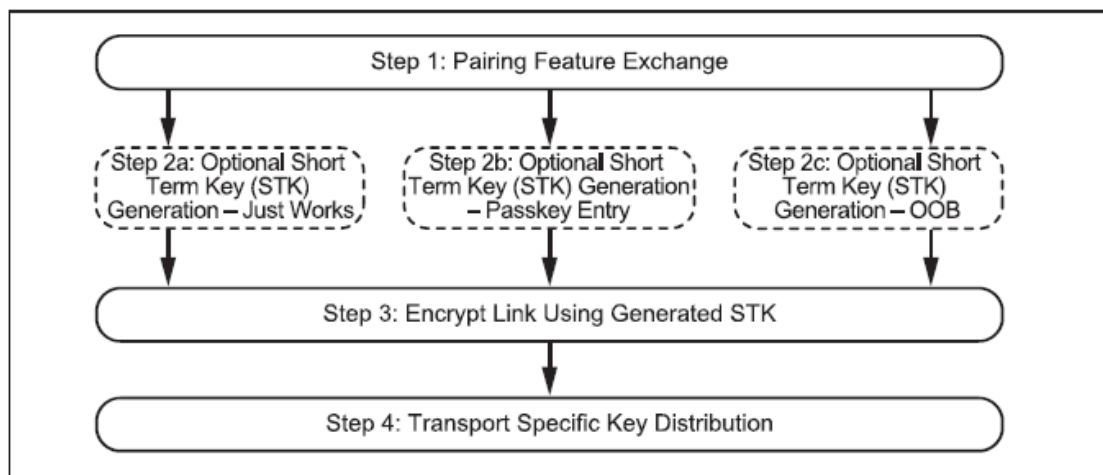 Step 1: Pairing Feature Exchange
Step 2a: Optional Short
Term Key (STK)
Generation – Just Works
Step 2b: Optional Short
Term Key (STK) Generation
– Passkey Entry
Step 2c: Optional Short
Term Key (STK)
Generation – OOB
Step 3: Encrypt Link Using Generated STK
Step 4: Transport Specific Key Distribution